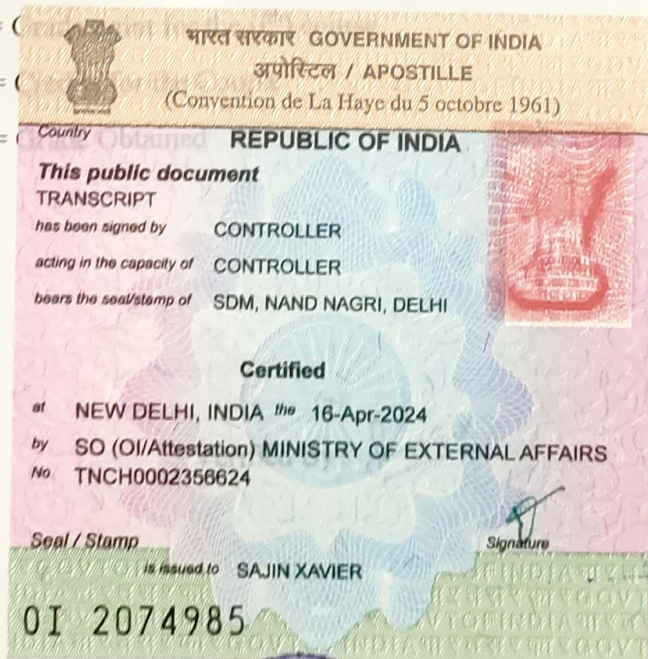 भारत सरकार GOVERNMENT OF INDIA
अपोस्टिल / APOSTILLE
(Convention de La Haye du 5 octobre 1961)
Country REPUBLIC OF INDIA
This public document
TRANSCRIPT
has been signed by CONTROLLER
acting in the capacity of CONTROLLER
bears the seal/stamp of SDM, NAND NAGRI, DELHI
Certified
at NEW DELHI, INDIA the 16-Apr-2024
by SO (OI/Attestation) MINISTRY OF EXTERNAL AFFAIRS
No TNCH0002356624
Seal / Stamp
Signature
is issued to SAJIN XAVIER
OI 2074985